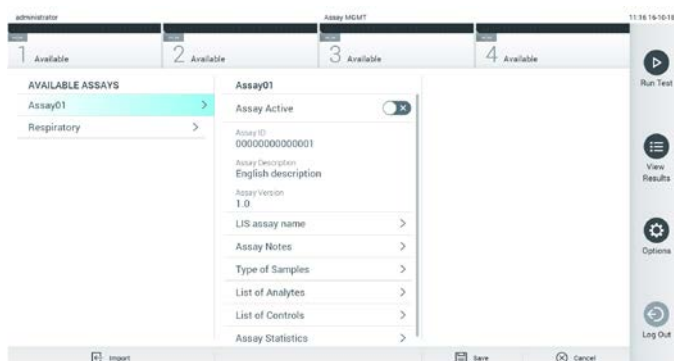 administrator Assay MGMT 11:16 16-10-18
1 Available 2 Available 3 Available 4 Available
AVAILABLE ASSAYS
Assay01
Respiratory
Assay01
Assay Active
Assay ID
00000000000001
Assay Description
English description
Assay Version
1.0
LIS assay name
Assay Notes
Type of Samples
List of Analytes
List of Controls
Assay Statistics
Run Test
View
Results
Options
Log Out
Import Save Cancel